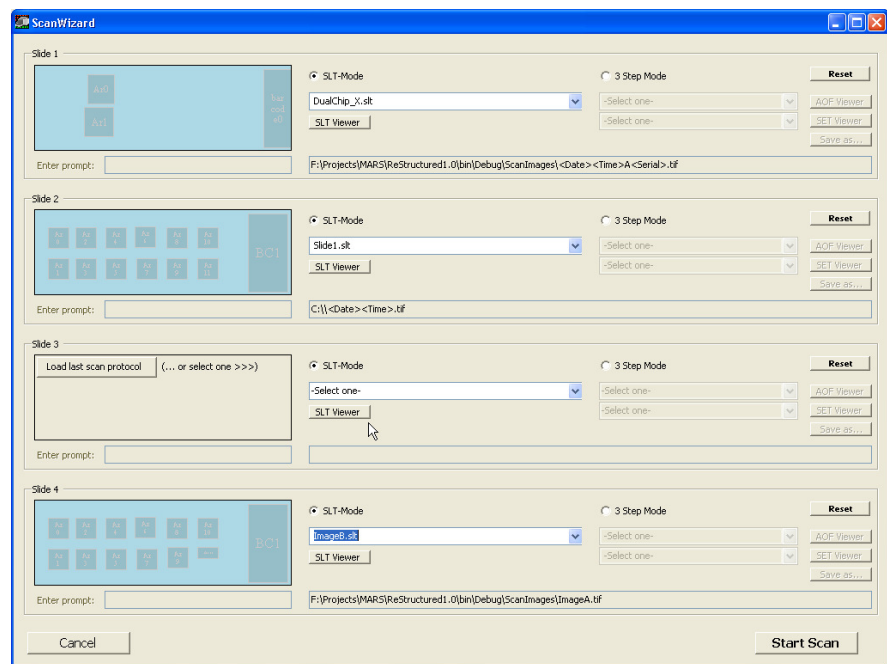 ScanWizard
Slide 1
Ar0
Ar1
bar
cod
e0
SLT-Mode
3 Step Mode
Reset
DualChip_X.slt
-Select one-
AOF Viewer
SLT Viewer
-Select one-
SET Viewer
Save as...
Enter prompt:
F:\Projects\MARS\ReStructured1.0\bin\Debug\ScanImages\<Date><Time>A<Serial>.tif
Slide 2
BC1
SLT-Mode
3 Step Mode
Reset
Slide1.slt
-Select one-
AOF Viewer
SLT Viewer
-Select one-
SET Viewer
Save as...
Enter prompt:
C:\\<Date><Time>.tif
Slide 3
Load last scan protocol
(... or select one >>>)
SLT-Mode
3 Step Mode
Reset
-Select one-
-Select one-
AOF Viewer
SLT Viewer
-Select one-
SET Viewer
Save as...
Enter prompt:
Slide 4
BC1
SLT-Mode
3 Step Mode
Reset
ImageB.slt
-Select one-
AOF Viewer
SLT Viewer
-Select one-
SET Viewer
Save as...
Enter prompt:
F:\Projects\MARS\ReStructured1.0\bin\Debug\ScanImages\ImageA.tif
Cancel
Start Scan